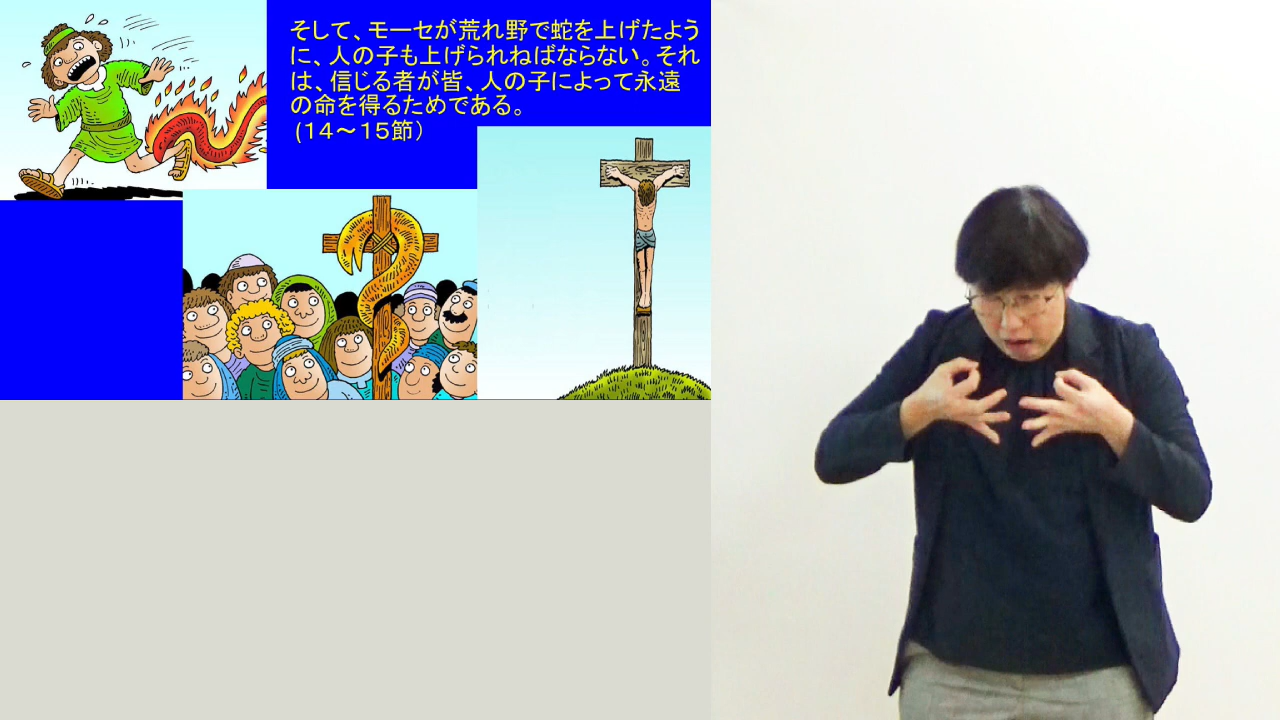 そして、モーセが荒れ野で蛇を上げたよう
に、人の子も上げられねばならない。それ
は、信じる者が皆、人の子によって永遠
の命を得るためである。
(１４～１５節）